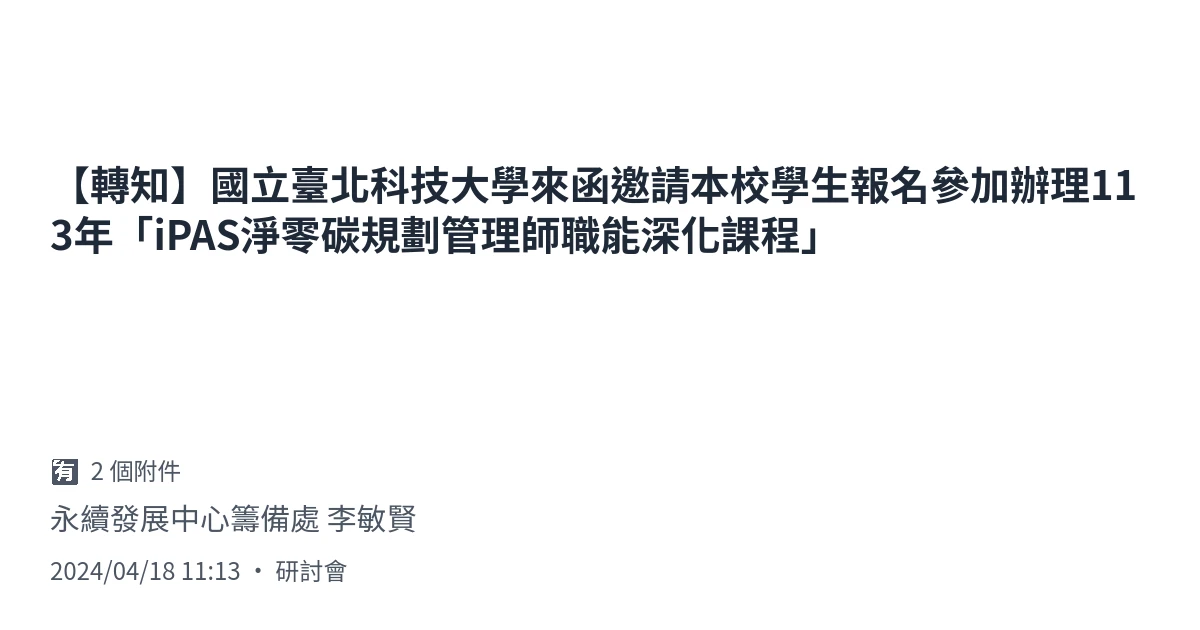 【轉知】國立臺北科技大學來函邀請本校學生報名參加辦理11
3年「iPAS淨零碳規劃管理師職能深化課程」
有 2 個附件
永續發展中心籌備處 李敏賢
2024/04/18 11:13 · 研討會